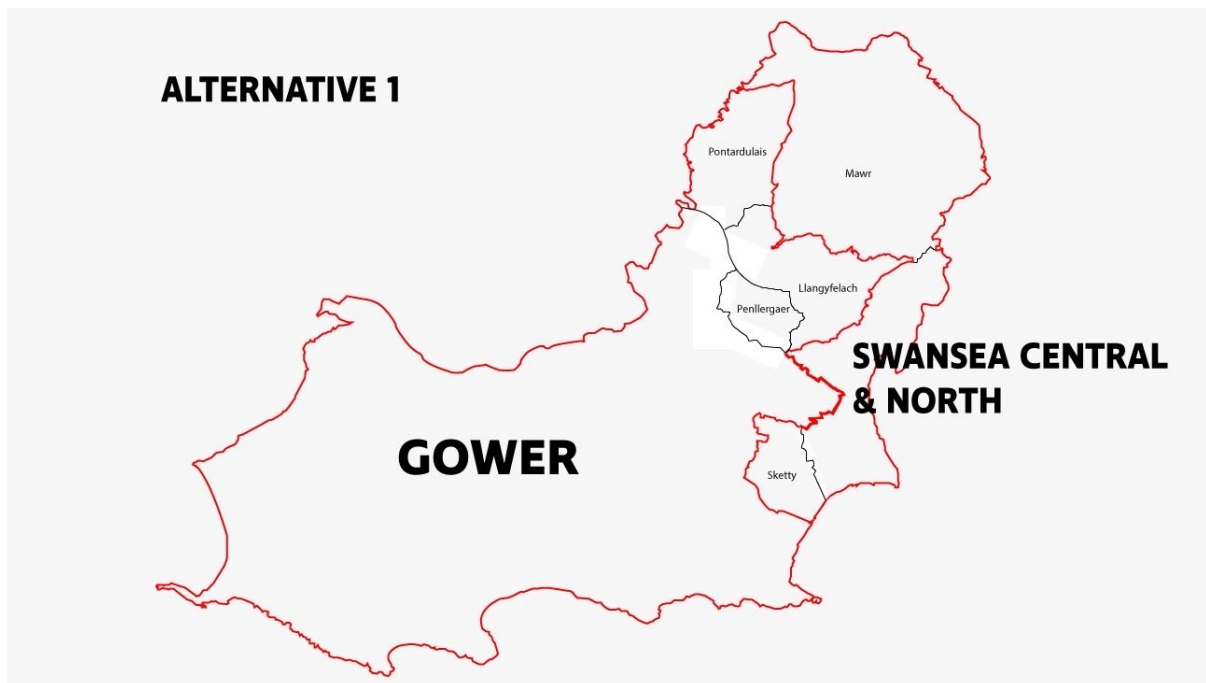 ALTERNATIVE 1
Pontardulais
Mawr
Llangyfelach
Penllergaer
SWANSEA CENTRAL
& NORTH
GOWER
Sketty